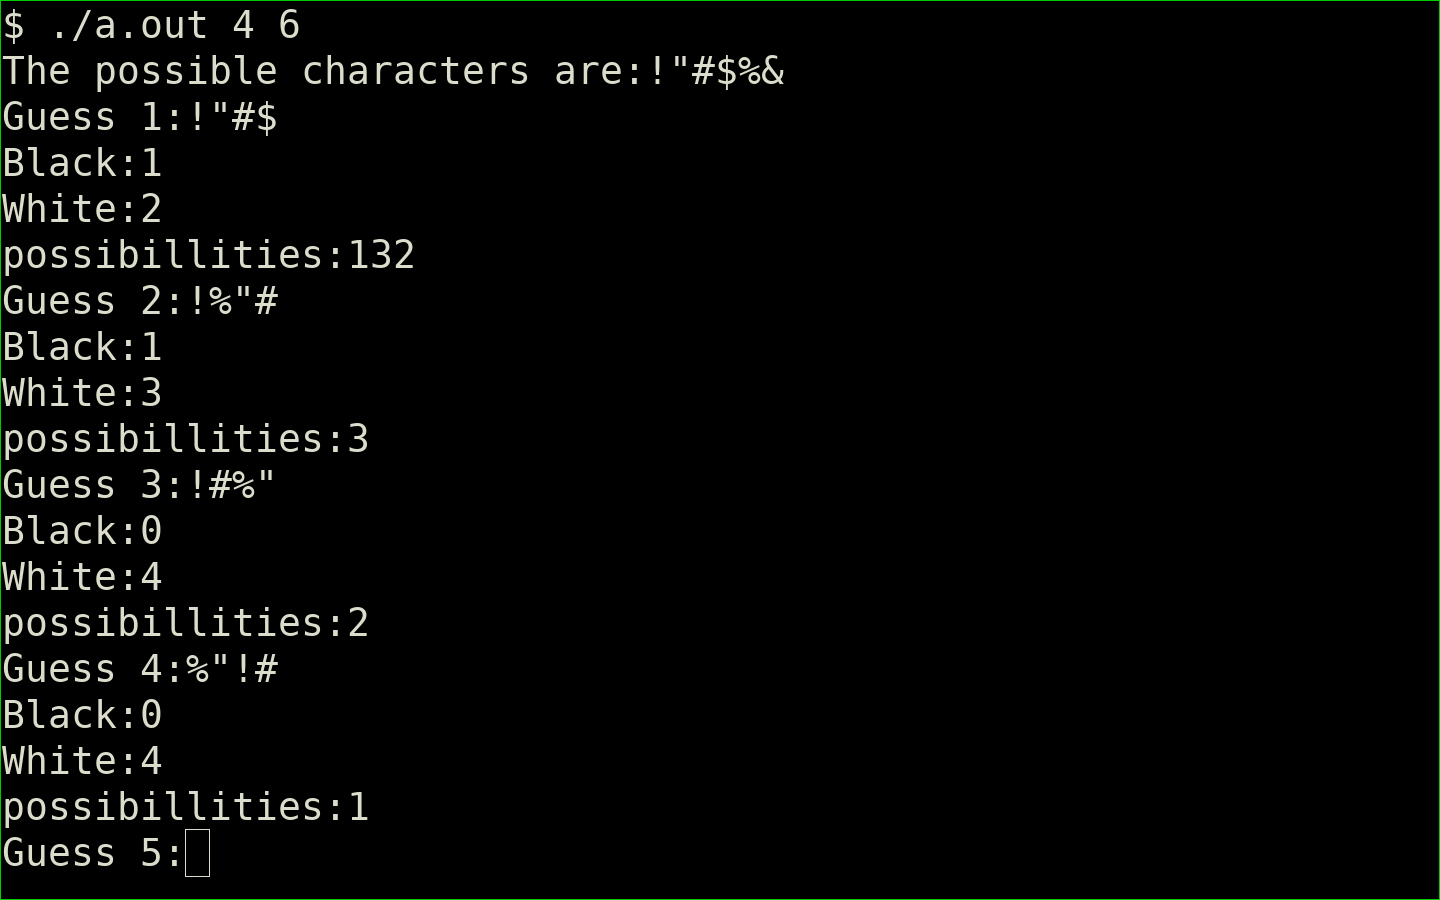 $ ./a.out 4 6
The possible characters are:!"#$%&
Guess 1:!"#$
Black:1
White:2
possibillities:132
Guess 2:!%"#
Black:1
White:3
possibillities:3
Guess 3:!#%"
Black:0
White:4
possibillities:2
Guess 4:%"!#
Black:0
White:4
possibillities:1
Guess 5: